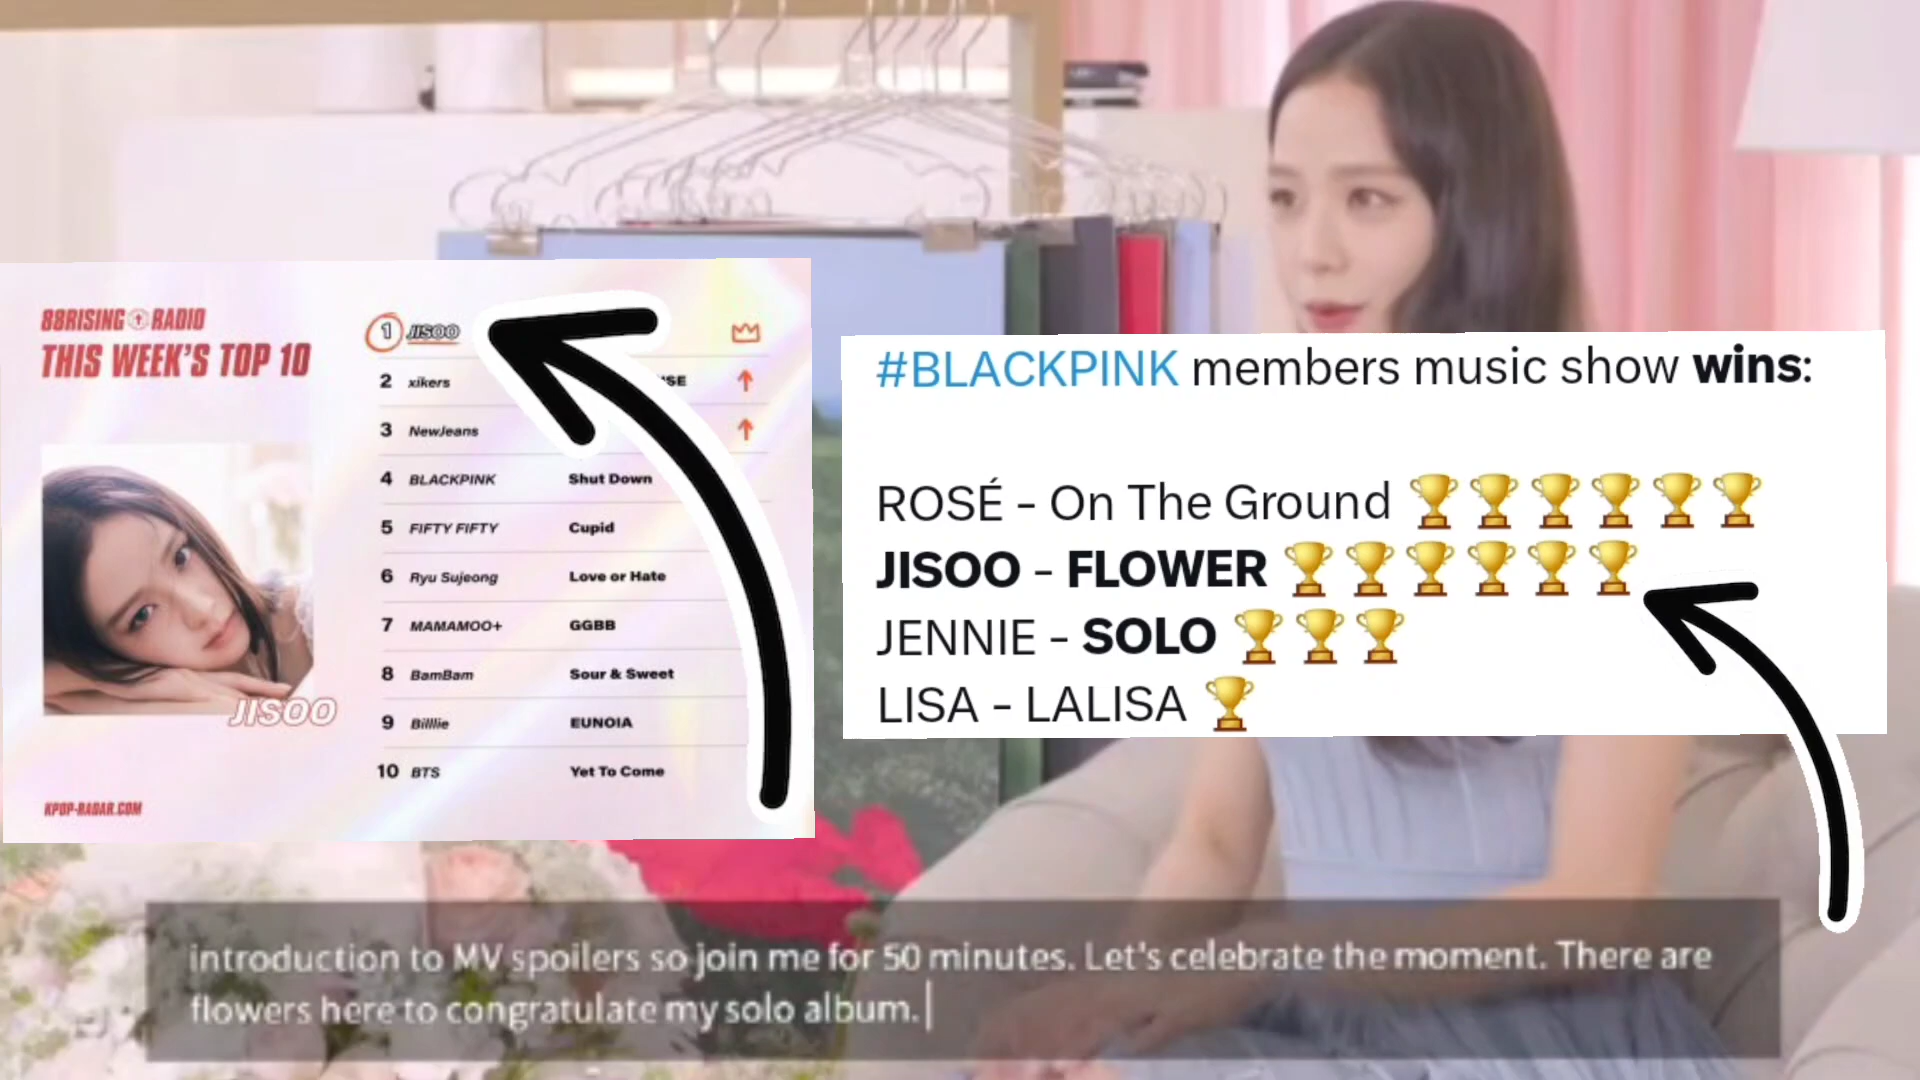 88RISING RADIO
THIS WEEK'S TOP 10
1 JISOO
2 xikers
3 NewJeans
4 BLACKPINK Shut Down
5 FIFTY FIFTY Cupid
6 Ryu Sujeong Love or Hate
7 MAMAMOO+ GGBB
8 BamBam Sour & Sweet
9 Billlie EUNOIA
10 BTS Yet To Come
JISOO
KPOP-RADAR.COM
#BLACKPINK members music show wins:
ROSÉ - On The Ground 🏆🏆🏆🏆🏆🏆
JISOO - FLOWER 🏆🏆🏆🏆🏆🏆
JENNIE - SOLO 🏆🏆🏆
LISA - LALISA 🏆
introduction to MV spoilers so join me for 50 minutes. Let's celebrate the moment. There are
flowers here to congratulate my solo album.